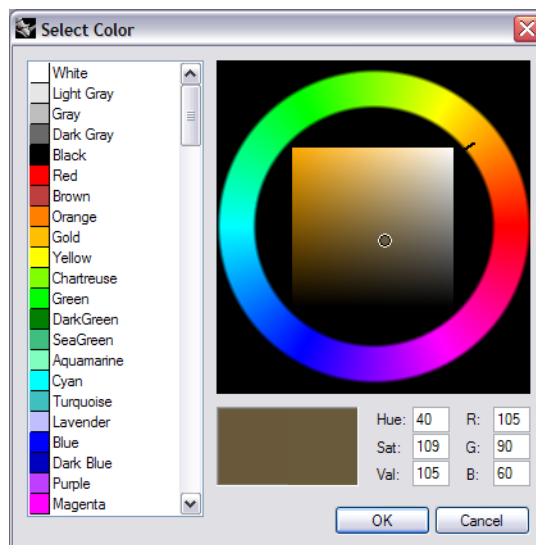 Select Color
White
Light Gray
Gray
Dark Gray
Black
Red
Brown
Orange
Gold
Yellow
Chartreuse
Green
DarkGreen
SeaGreen
Aquamarine
Cyan
Turquoise
Lavender
Blue
Dark Blue
Purple
Magenta
Hue: 40 R: 105
Sat: 109 G: 90
Val: 105 B: 60
OK Cancel